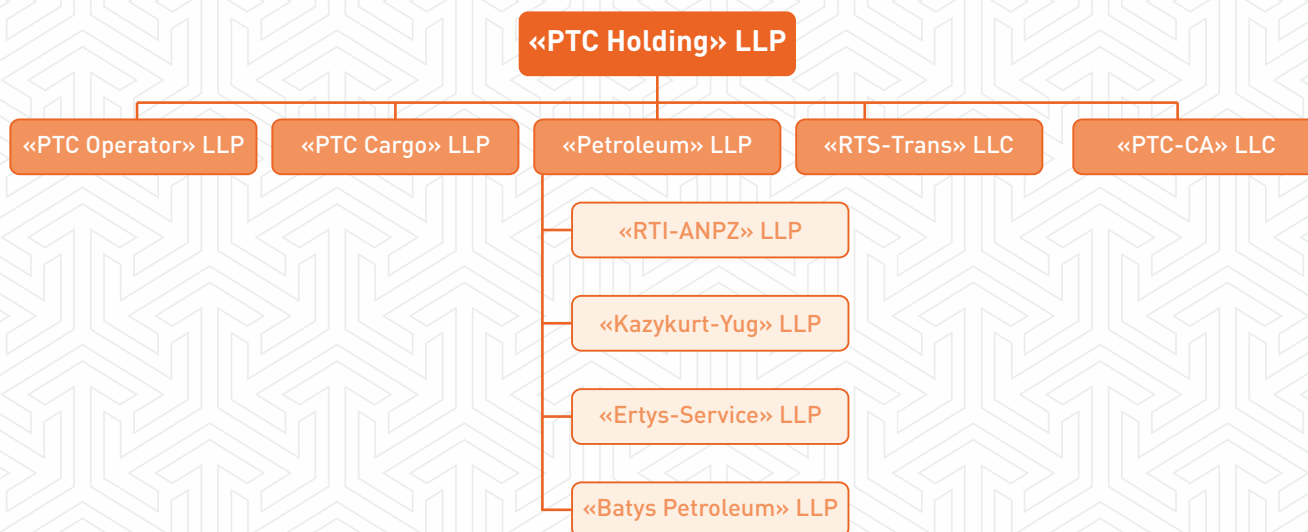 «PTC Holding» LLP
«PTC Operator» LLP
«PTC Cargo» LLP
«Petroleum» LLP
«RTS-Trans» LLC
«PTC-CA» LLC
«RTI-ANPZ» LLP
«Kazykurt-Yug» LLP
«Ertys-Service» LLP
«Batys Petroleum» LLP